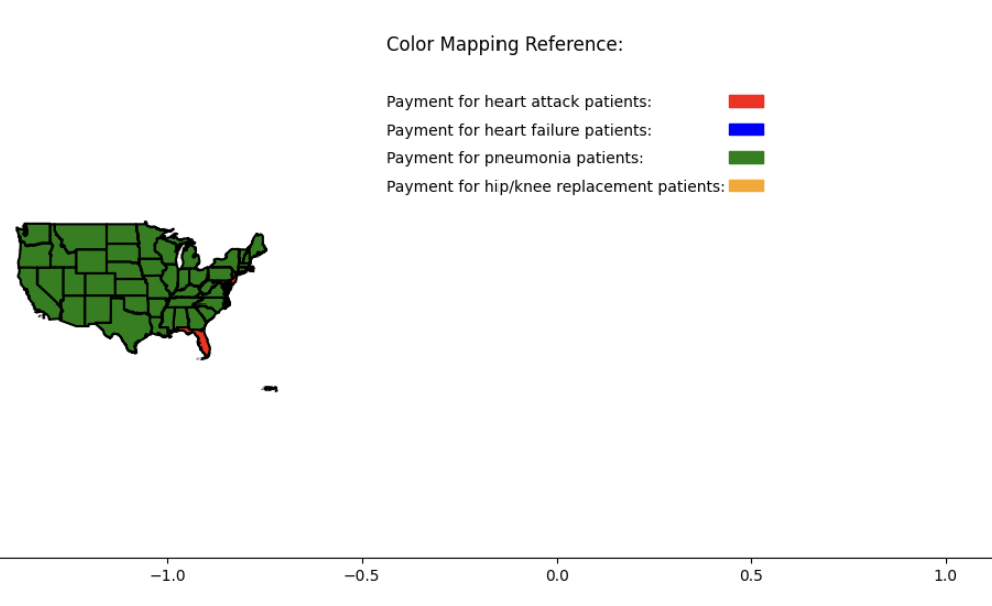 Color Mapping Reference:
Payment for heart attack patients:
Payment for heart failure patients:
Payment for pneumonia patients:
Payment for hip/knee replacement patients:
−1.0 −0.5 0.0 0.5 1.0